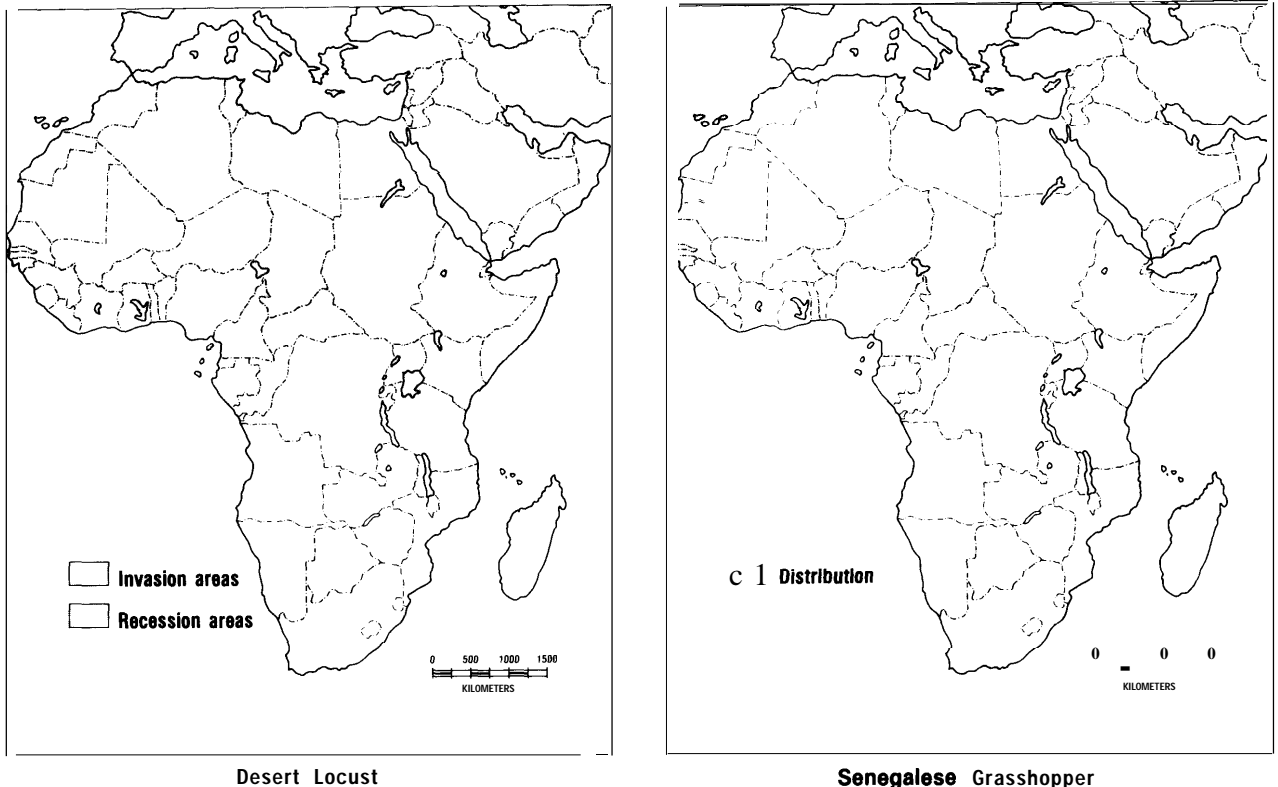 Invasion areas
Recession areas
0 500 1000 1500
KILOMETERS
Desert Locust
c 1 Distribution
0 0 0
KILOMETERS
Senegalese Grasshopper